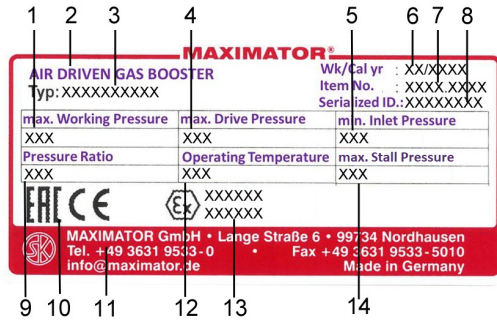 1 2 3 4 5 6 7 8
MAXIMATOR®
AIR DRIVEN GAS BOOSTER
Typ: XXXXXXXXXX
Wk/Cal yr : XX/XXXX
Item No. : XXXX.XXXX
Serialized ID.: XXXXXXXX
max. Working Pressure max. Drive Pressure min. Inlet Pressure
XXX XXX XXX
Pressure Ratio Operating Temperature max. Stall Pressure
XXX XXX XXX
EAC CE Ex XXXXXX
XXXXXX
SK MAXIMATOR GmbH • Lange Straße 6 • 99734 Nordhausen
Tel. +49 3631 9533-0 • Fax +49 3631 9533-5010
info@maximator.de Made in Germany
9 10 11 12 13 14